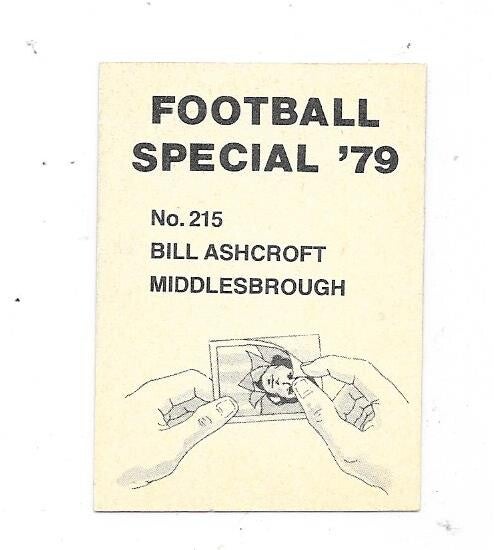 FOOTBALL
SPECIAL '79
No. 215
BILL ASHCROFT
MIDDLESBROUGH